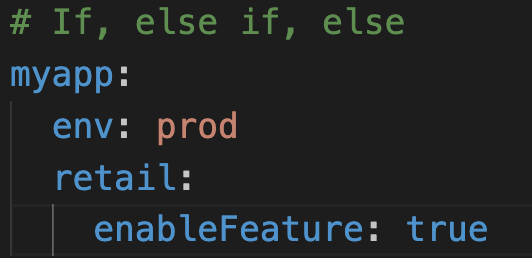 # If, else if, else
myapp:
  env: prod
  retail:
    enableFeature: true